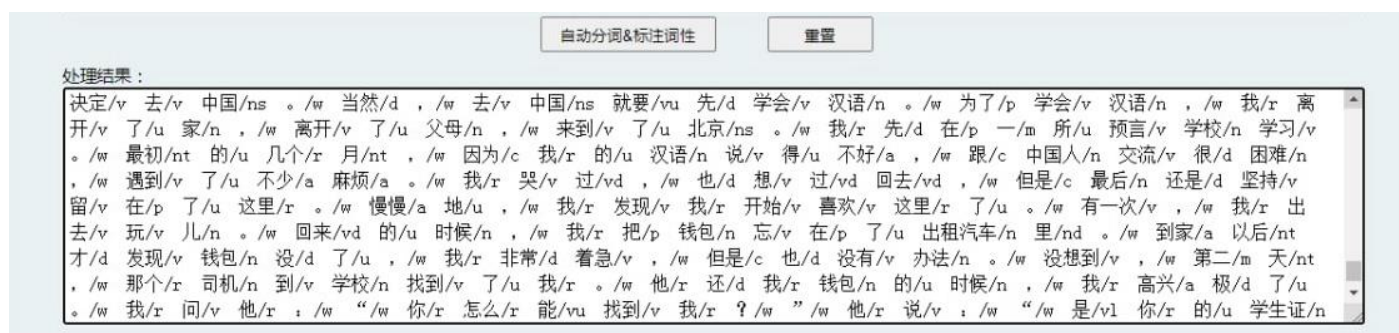 自动分词&标注词性 重置
处理结果：
决定/v 去/v 中国/ns 。/w 当然/d ，/w 去/v 中国/ns 就要/vu 先/d 学会/v 汉语/n 。/w 为了/p 学会/v 汉语/n ，/w 我/r 离
开/v 了/u 家/n ，/w 离开/v 了/u 父母/n ，/w 来到/v 了/u 北京/ns 。/w 我/r 先/d 在/p 一/m 所/u 预言/v 学校/n 学习/v
。/w 最初/nt 的/u 几个/r 月/nt ，/w 因为/c 我/r 的/u 汉语/n 说/v 得/u 不好/a ，/w 跟/c 中国人/n 交流/v 很/d 困难/n
，/w 遇到/v 了/u 不少/a 麻烦/a 。/w 我/r 哭/v 过/vd ，/w 也/d 想/v 过/vd 回去/vd ，/w 但是/c 最后/n 还是/d 坚持/v
留/v 在/p 了/u 这里/r 。/w 慢慢/a 地/u ，/w 我/r 发现/v 我/r 开始/v 喜欢/v 这里/r 了/u 。/w 有一次/v ，/w 我/r 出
去/v 玩/v 儿/n 。/w 回来/vd 的/u 时候/n ，/w 我/r 把/p 钱包/n 忘/v 在/p 了/u 出租汽车/n 里/nd 。/w 到家/a 以后/nt
才/d 发现/v 钱包/n 没/d 了/u ，/w 我/r 非常/d 着急/v ，/w 但是/c 也/d 没有/v 办法/n 。/w 没想到/v ，/w 第二/m 天/nt
，/w 那个/r 司机/n 到/v 学校/n 找到/v 了/u 我/r 。/w 他/r 还/d 我/r 钱包/n 的/u 时候/n ，/w 我/r 高兴/a 极/d 了/u
。/w 我/r 问/v 他/r ：/w “/w 你/r 怎么/r 能/vu 找到/v 我/r ？/w ”/w 他/r 说/v ：/w “/w 是/vl 你/r 的/u 学生证/n